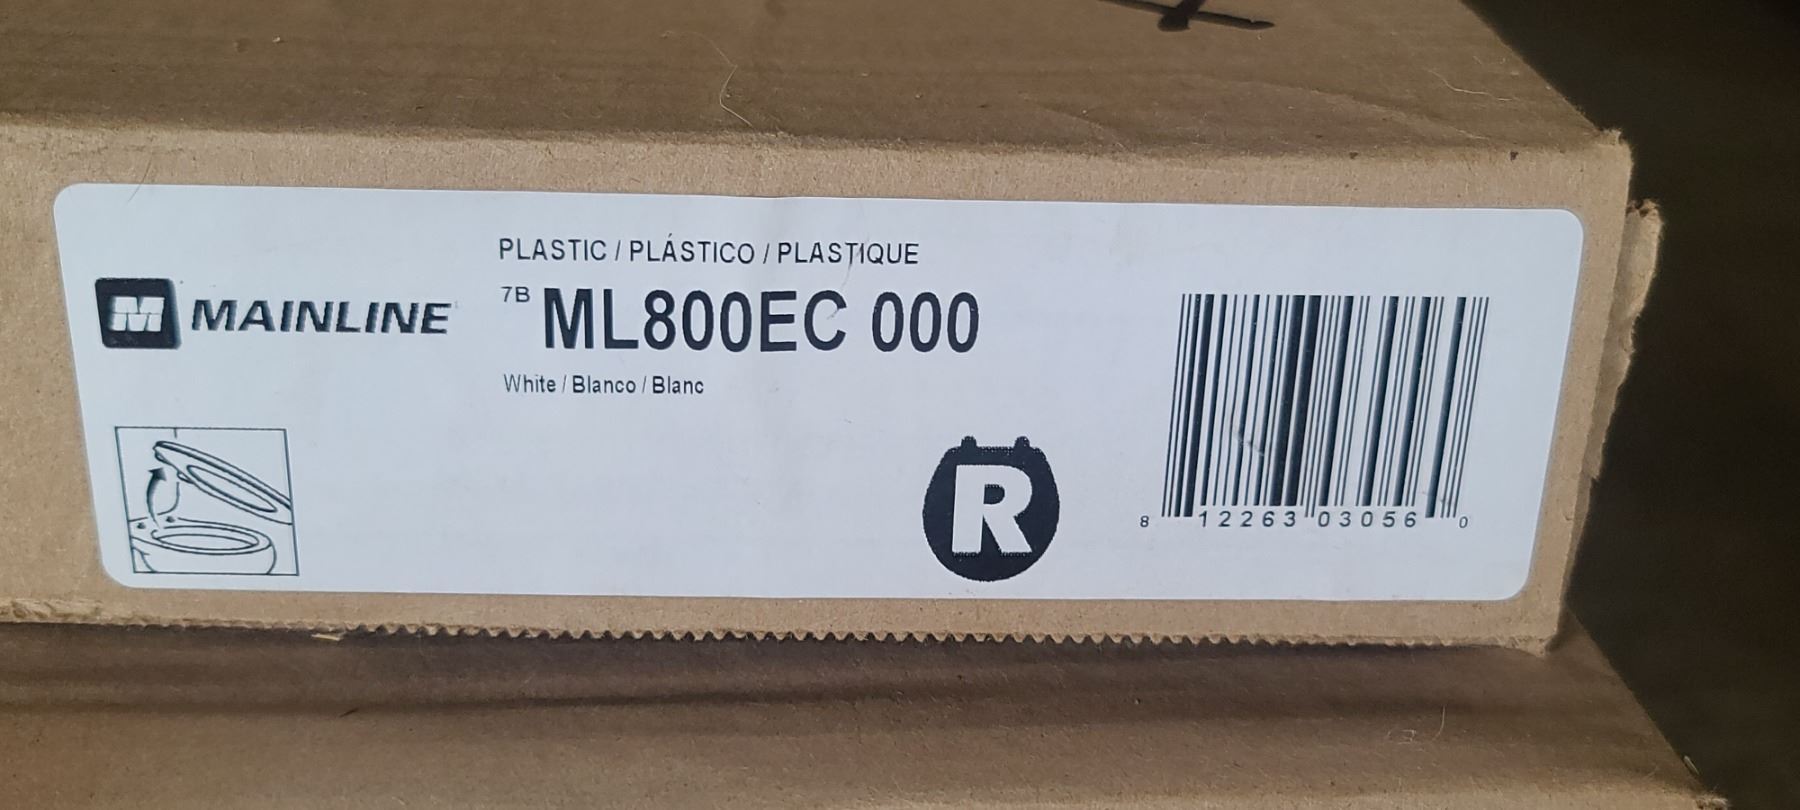 PLASTIC / PLÁSTICO / PLASTIQUE
M MAINLINE
7B ML800EC 000
White / Blanco / Blanc
R
8 12263 03056 0